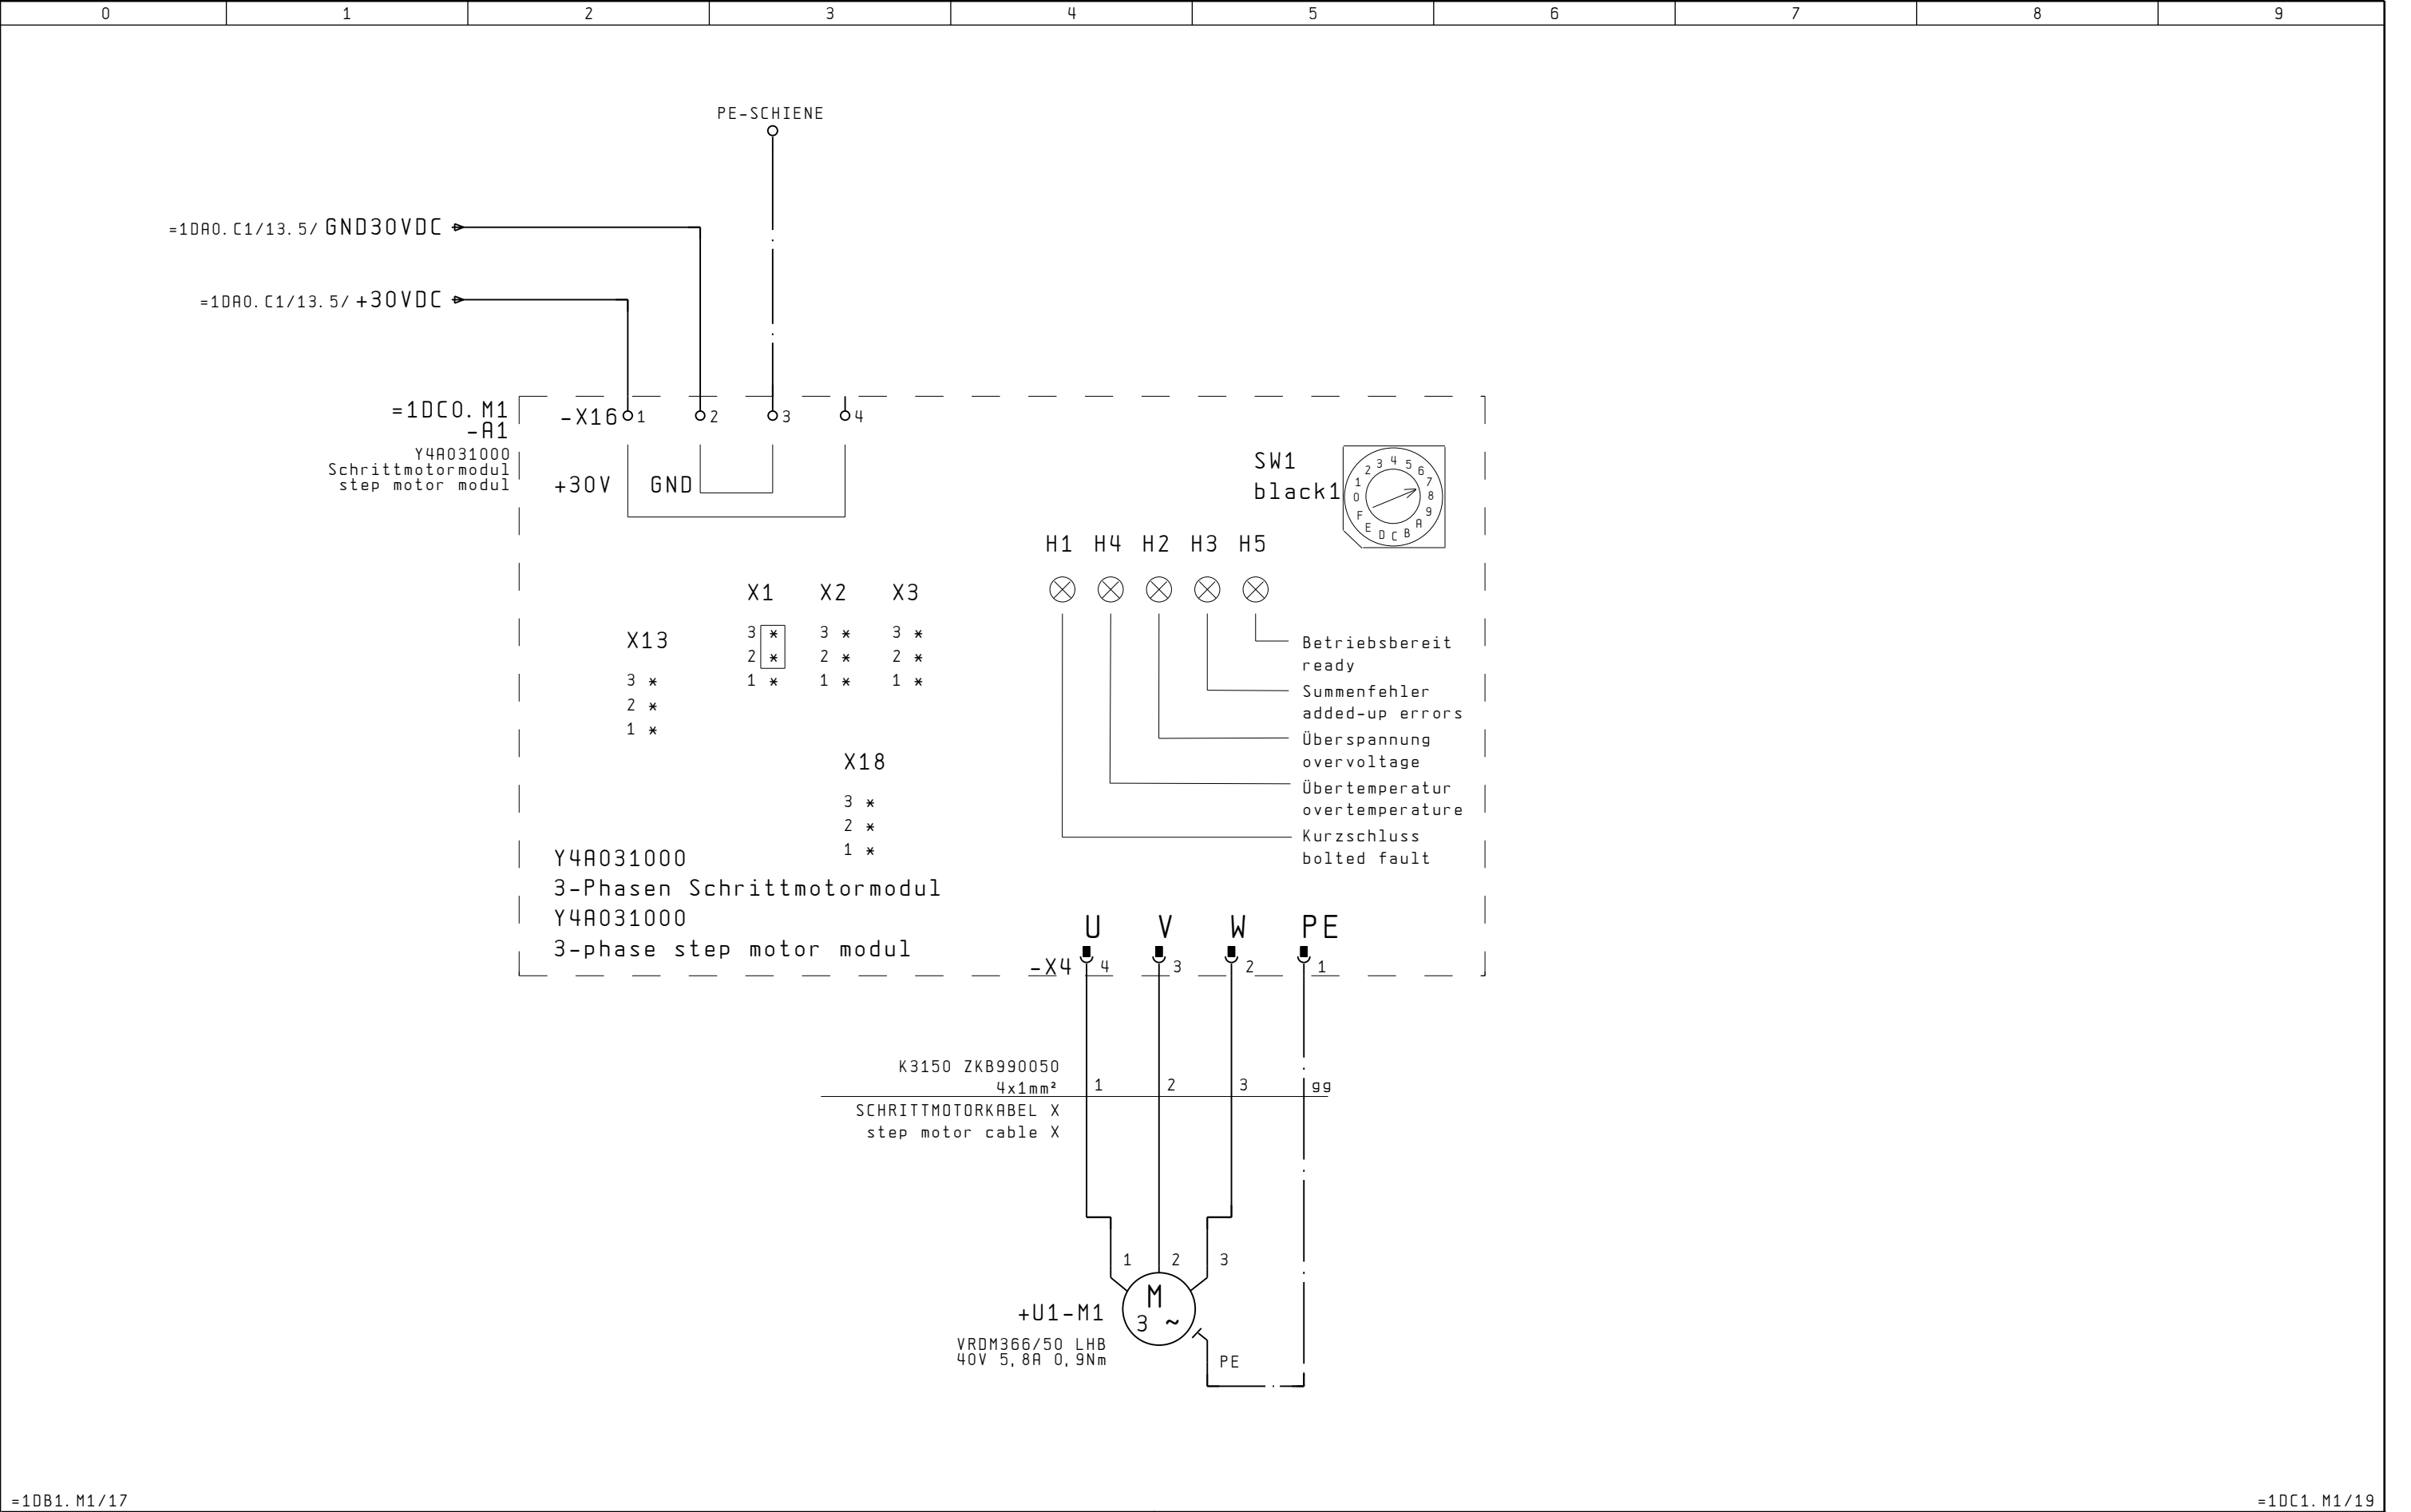 0 1 2 3 4 5 6 7 8 9
PE-SCHIENE
=1DA0.C1/13.5/ GND30VDC
=1DA0.C1/13.5/ +30VDC
=1DC0.M1
-A1
Y4A031000
Schrittmotormodul
step motor modul
-X16 1 2 3 4
+30V GND
SW1
black1
0 1 2 3 4 5 6 7 8 9 A B C D E F
H1 H4 H2 H3 H5
X1 X2 X3
3 * 3 * 3 *
2 * 2 * 2 *
1 * 1 * 1 *
X13
3 *
2 *
1 *
X18
3 *
2 *
1 *
Betriebsbereit
ready
Summenfehler
added-up errors
Überspannung
overvoltage
Übertemperatur
overtemperature
Kurzschluss
bolted fault
Y4A031000
3-Phasen Schrittmotormodul
Y4A031000
3-phase step motor modul
U V W PE
-X4 4 3 2 1
K3150 ZKB990050
4x1mm² 1 2 3 gg
SCHRITTMOTORKABEL X
step motor cable X
1 2 3
M
3 ~
+U1-M1
VRDM366/50 LHB
40V 5,8A 0,9Nm
PE
=1DB1.M1/17
=1DC1.M1/19